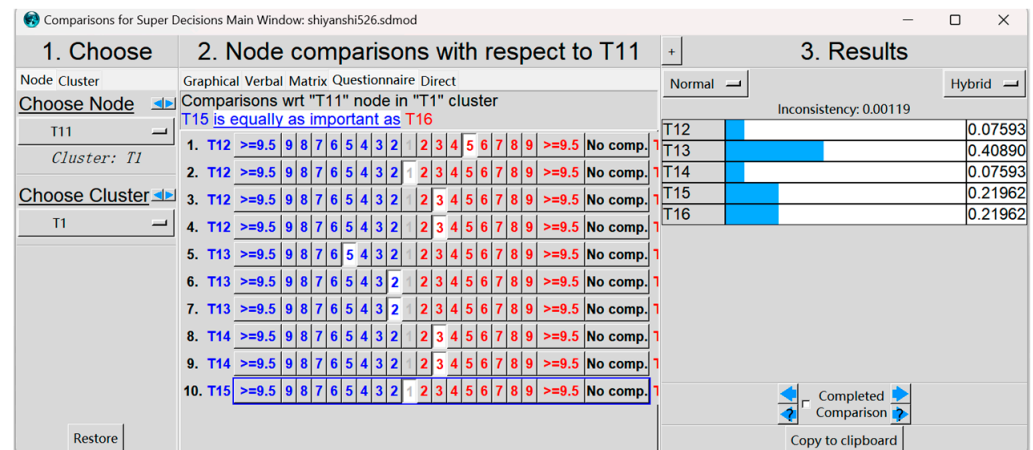 Comparisons for Super Decisions Main Window: shiyanshi526.sdmod
1. Choose
Node Cluster
Choose Node
T11
Cluster: T1
Choose Cluster
T1
Restore
2. Node comparisons with respect to T11
Graphical Verbal Matrix Questionnaire Direct
Comparisons wrt "T11" node in "T1" cluster
T15 is equally as important as T16
1. T12 >=9.5 9 8 7 6 5 4 3 2 1 2 3 4 5 6 7 8 9 >=9.5 No comp.
2. T12 >=9.5 9 8 7 6 5 4 3 2 1 2 3 4 5 6 7 8 9 >=9.5 No comp.
3. T12 >=9.5 9 8 7 6 5 4 3 2 1 2 3 4 5 6 7 8 9 >=9.5 No comp.
4. T12 >=9.5 9 8 7 6 5 4 3 2 1 2 3 4 5 6 7 8 9 >=9.5 No comp.
5. T13 >=9.5 9 8 7 6 5 4 3 2 1 2 3 4 5 6 7 8 9 >=9.5 No comp.
6. T13 >=9.5 9 8 7 6 5 4 3 2 1 2 3 4 5 6 7 8 9 >=9.5 No comp.
7. T13 >=9.5 9 8 7 6 5 4 3 2 1 2 3 4 5 6 7 8 9 >=9.5 No comp.
8. T14 >=9.5 9 8 7 6 5 4 3 2 1 2 3 4 5 6 7 8 9 >=9.5 No comp.
9. T14 >=9.5 9 8 7 6 5 4 3 2 1 2 3 4 5 6 7 8 9 >=9.5 No comp.
10. T15 >=9.5 9 8 7 6 5 4 3 2 1 2 3 4 5 6 7 8 9 >=9.5 No comp.
+
3. Results
Normal
Hybrid
Inconsistency: 0.00119
T12 0.07593
T13 0.40890
T14 0.07593
T15 0.21962
T16 0.21962
Completed
Comparison
Copy to clipboard